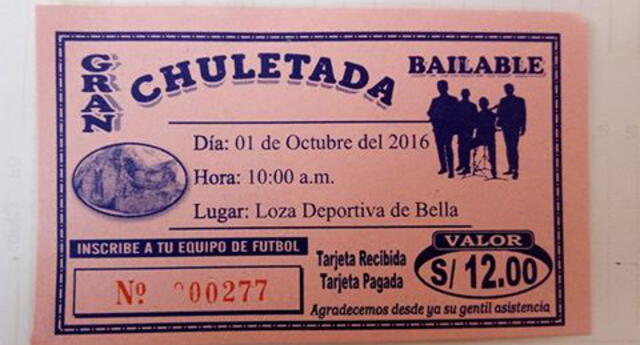 GRAN CHULETADA BAILABLE
Día: 01 de Octubre del 2016
Hora: 10:00 a.m.
Lugar: Loza Deportiva de Bella
INSCRIBE A TU EQUIPO DE FUTBOL
Nº 000277
Tarjeta Recibida
Tarjeta Pagada
VALOR
S/ 12.00
Agradecemos desde ya su gentil asistencia